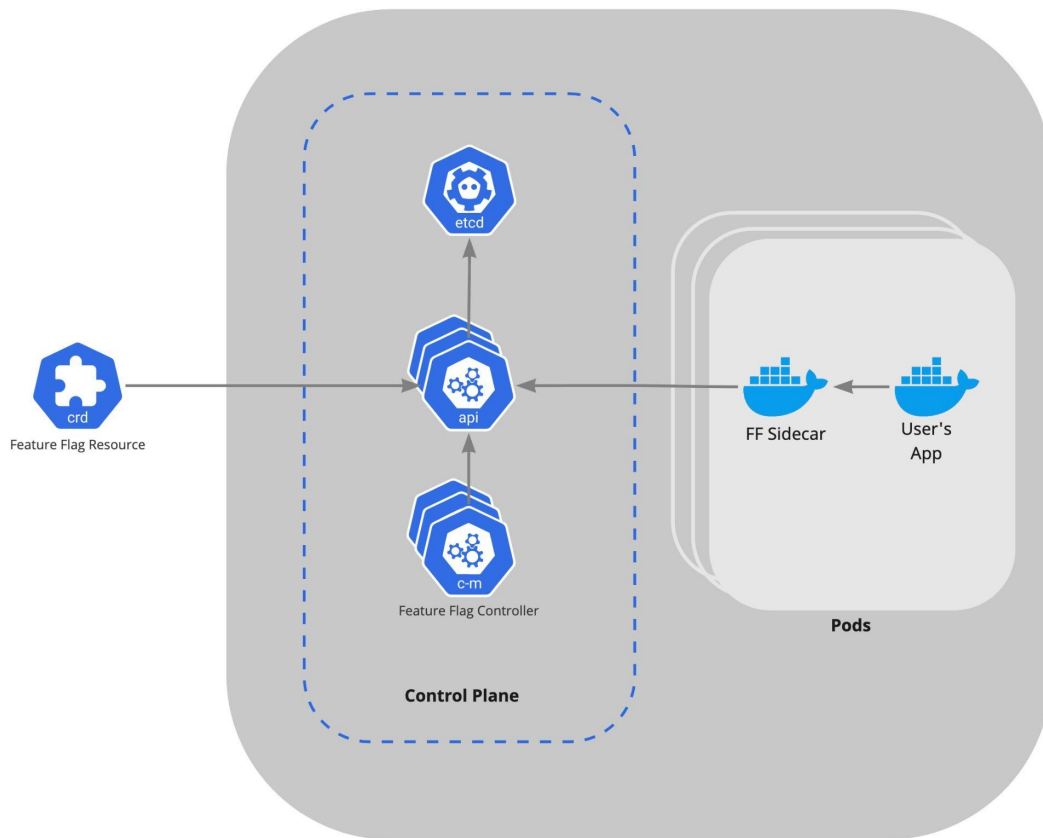 etcd
crd
Feature Flag Resource
api
FF Sidecar
User's
App
c-m
Feature Flag Controller
Pods
Control Plane